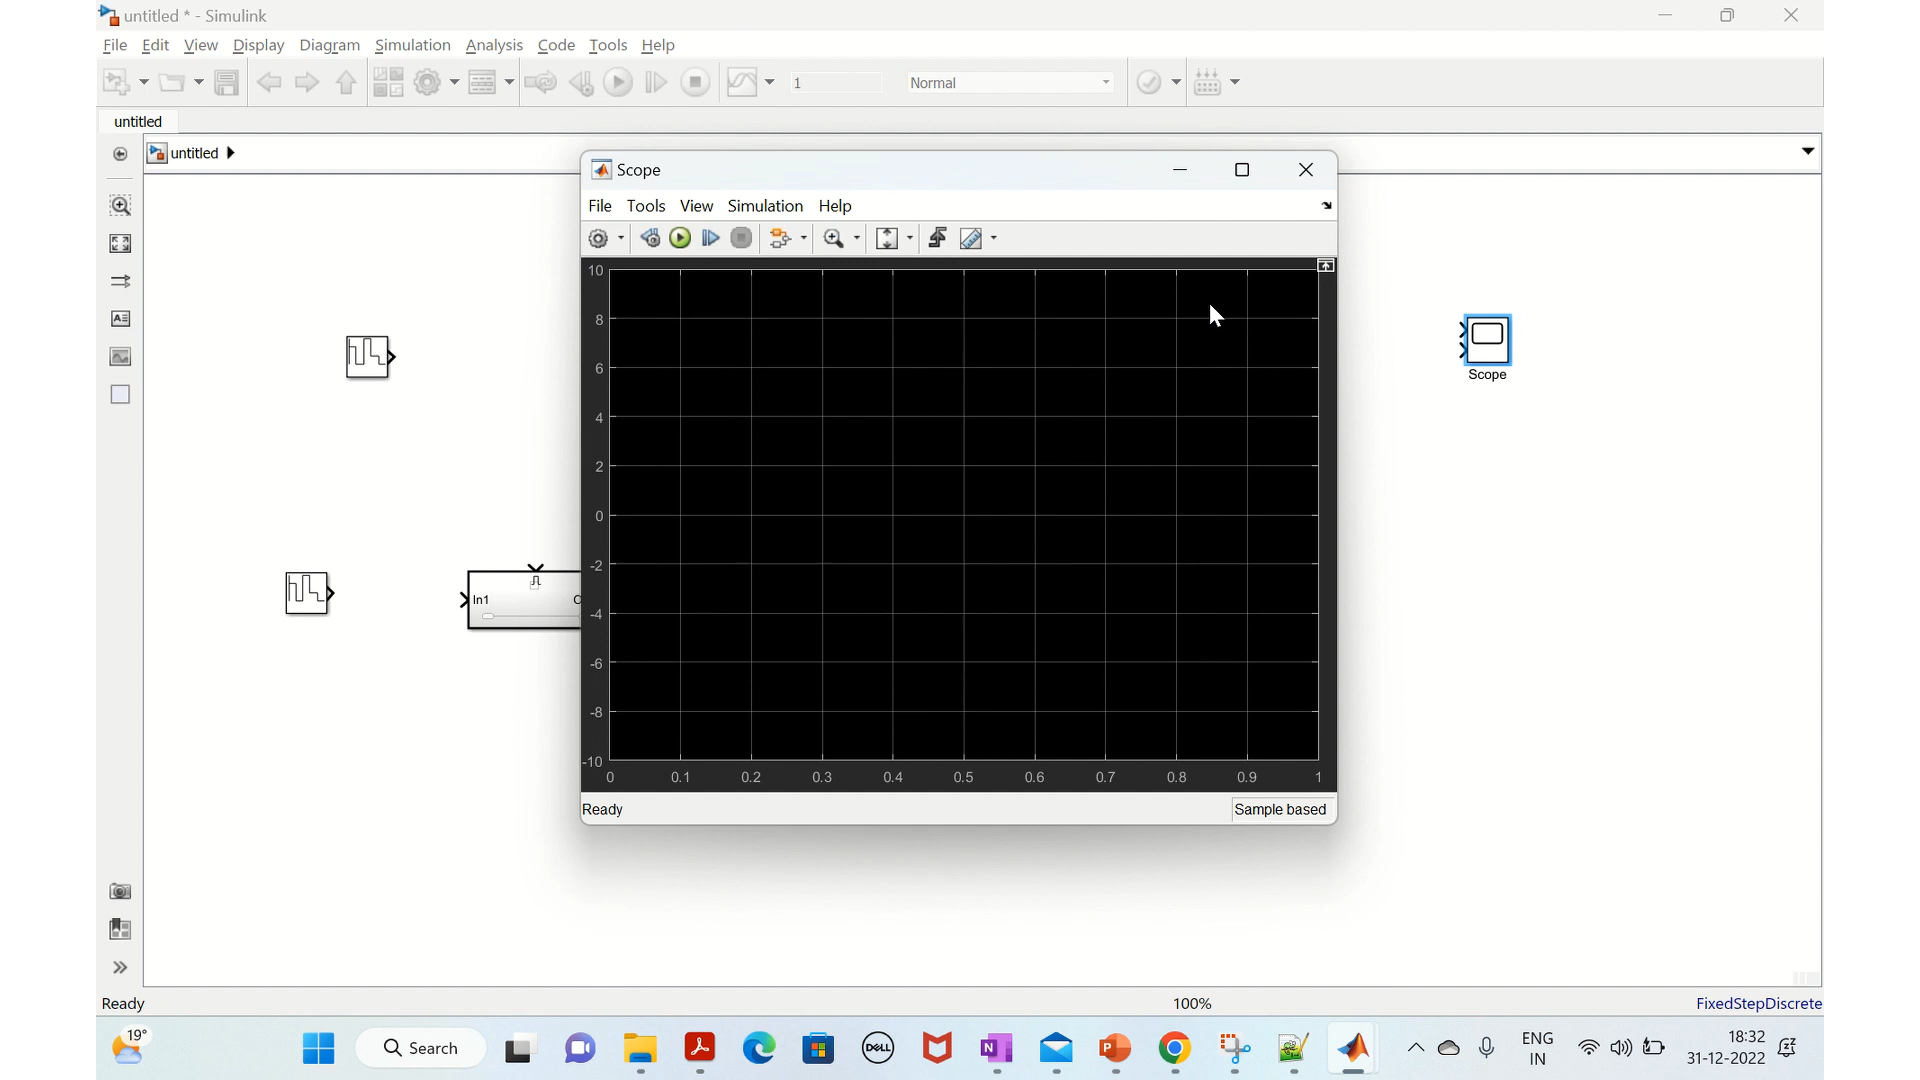 untitled * - Simulink
File Edit View Display Diagram Simulation Analysis Code Tools Help
1 Normal
untitled
untitled
Scope
File Tools View Simulation Help
10
8
6
4
2
0
-2
-4
-6
-8
-10
0 0.1 0.2 0.3 0.4 0.5 0.6 0.7 0.8 0.9 1
Ready Sample based
Scope
In1
Ready 100% FixedStepDiscrete
19°
Search
DELL
ENG
IN
18:32
31-12-2022